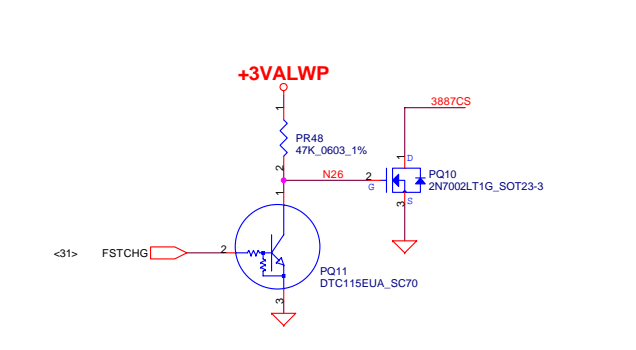 +3VALWP
3887CS
1
PR48
47K_0603_1%
2
N26
2
G
1
D
PQ10
2N7002LT1G_SOT23-3
3
S
1
<31>
FSTCHG
2
PQ11
DTC115EUA_SC70
3